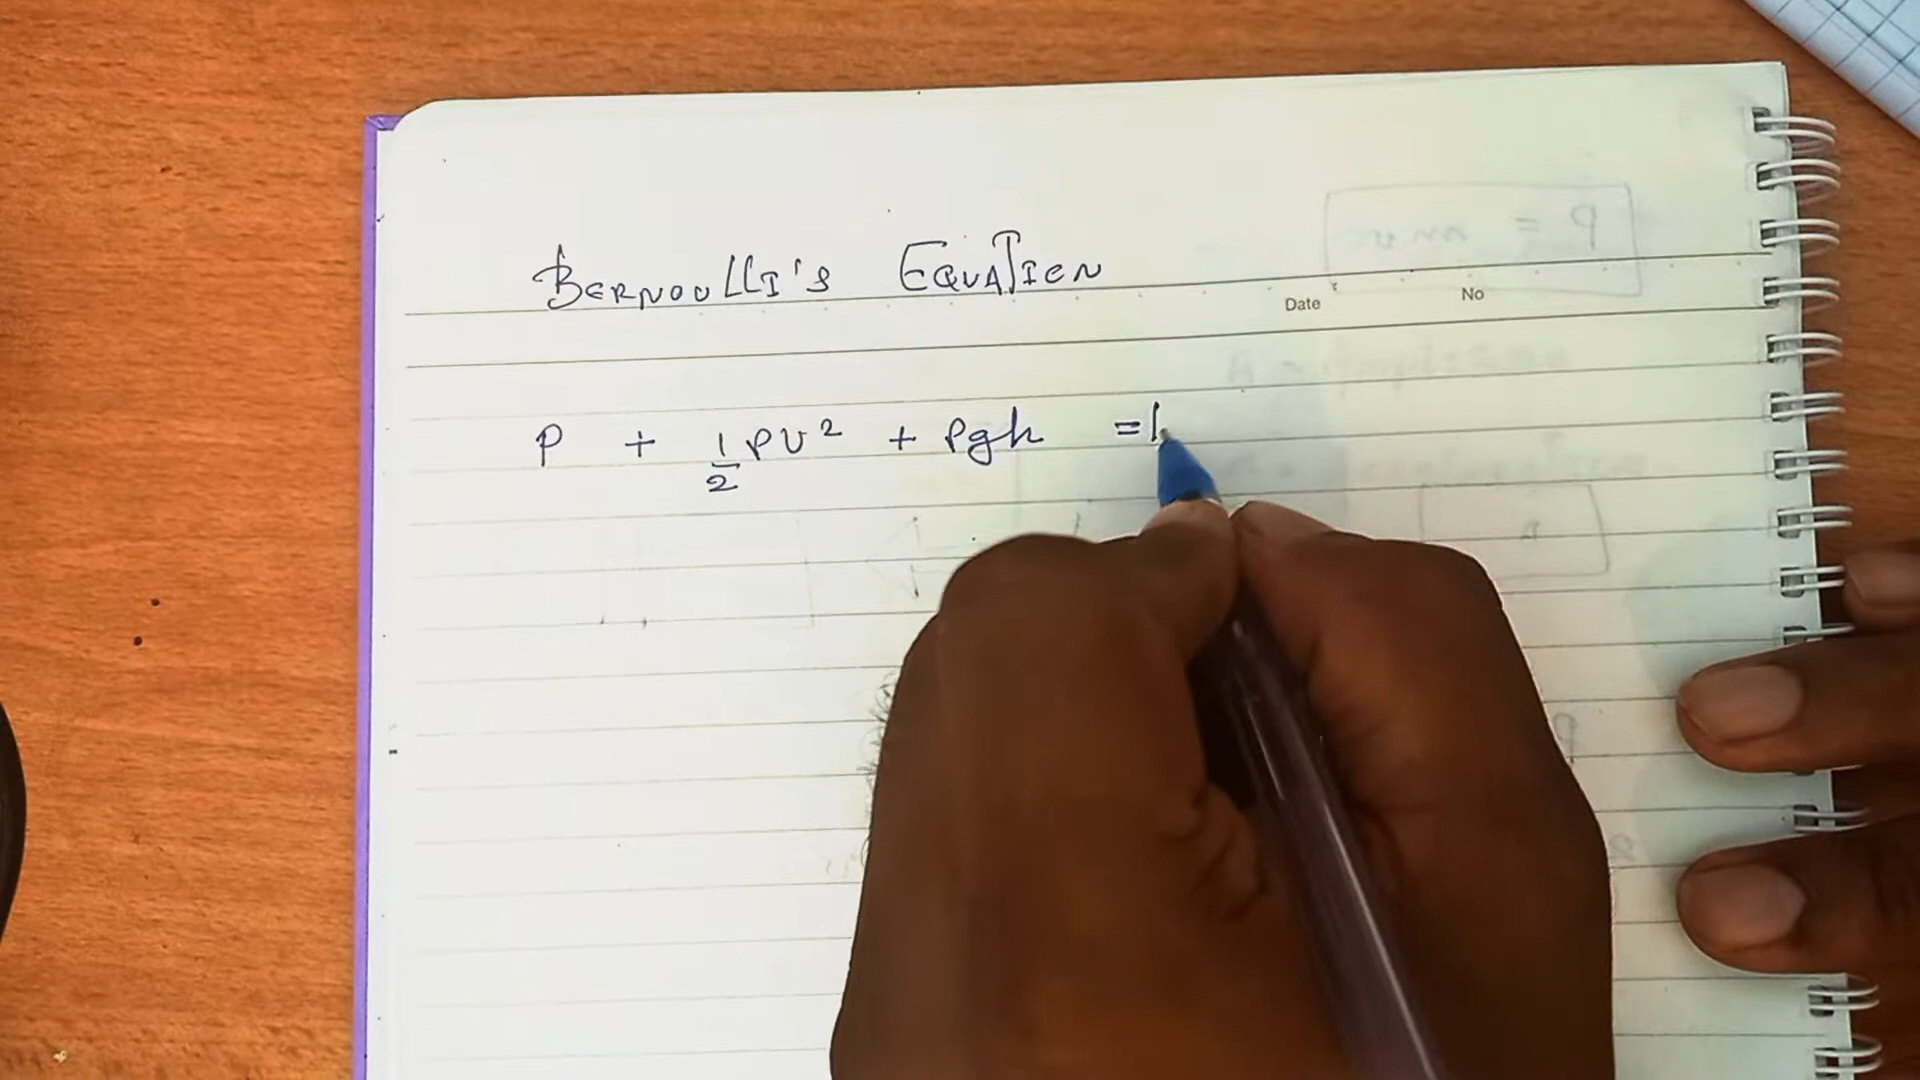 BERNOULLI'S EQUATION
Date No
P + 1/2 ρv² + ρgh =